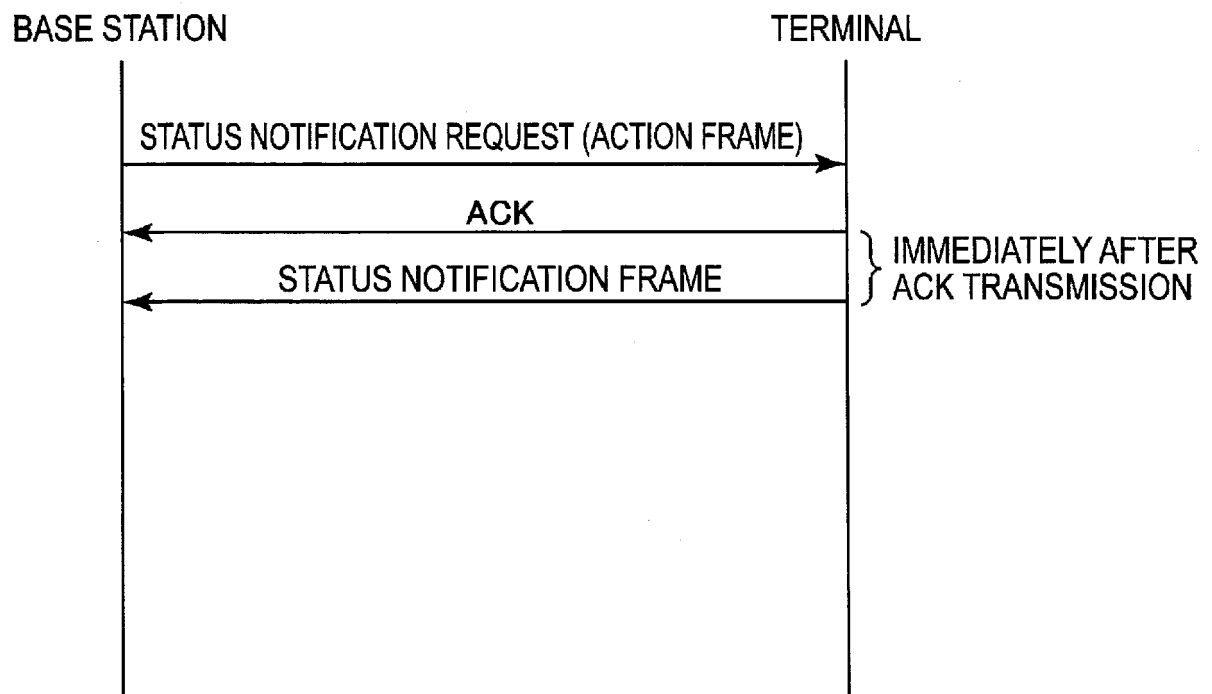 BASE STATION
TERMINAL
STATUS NOTIFICATION REQUEST (ACTION FRAME)
ACK
STATUS NOTIFICATION FRAME
IMMEDIATELY AFTER
ACK TRANSMISSION